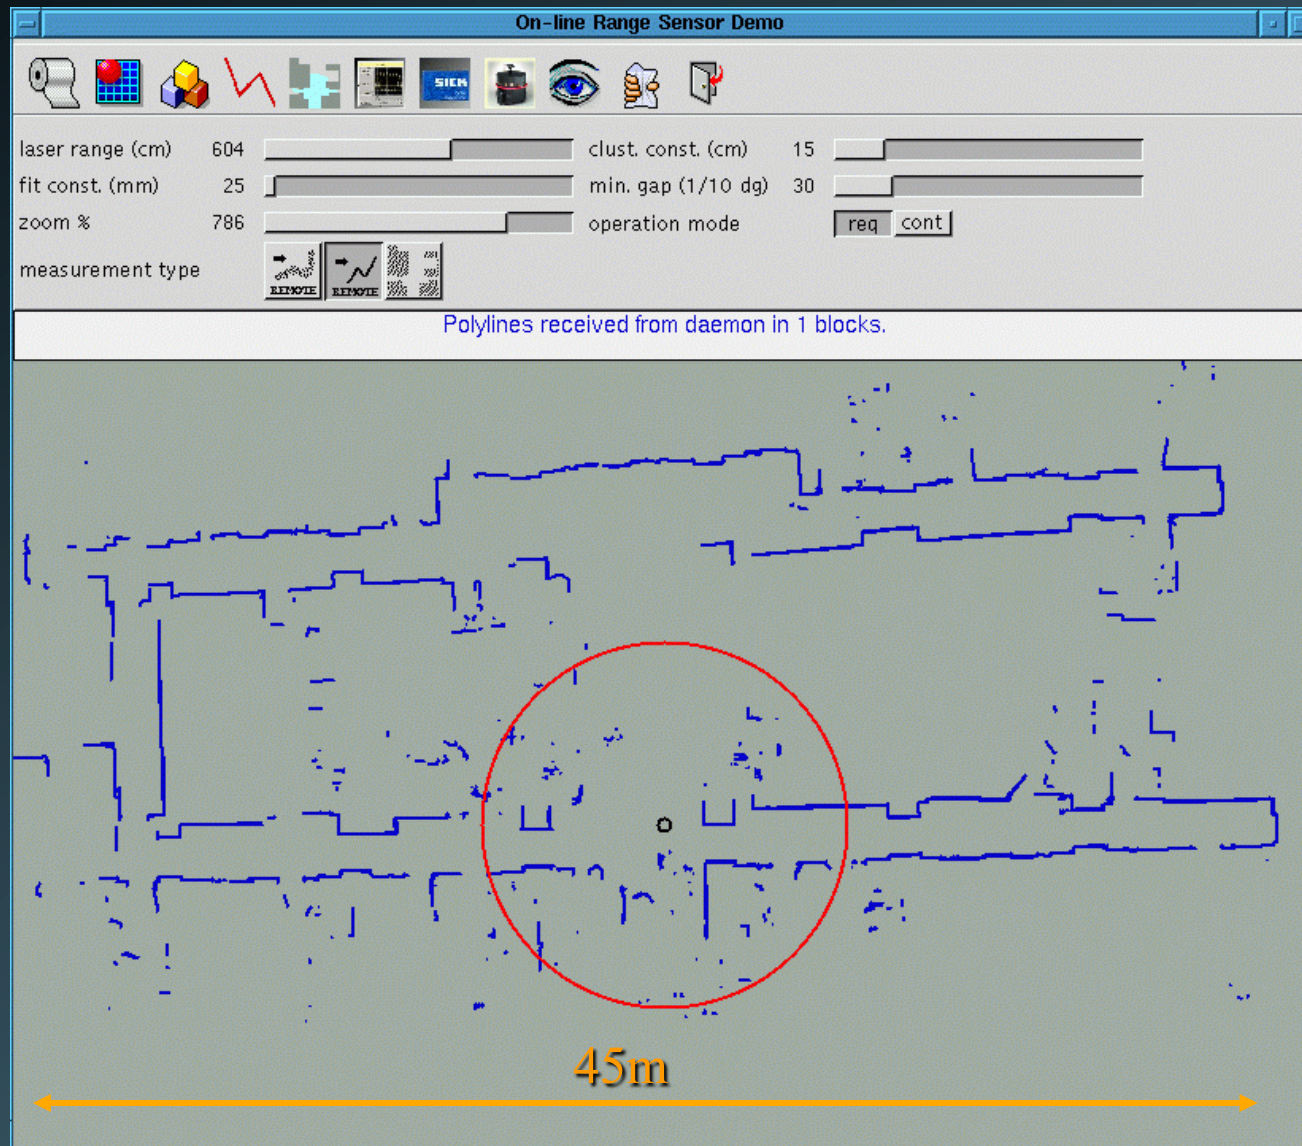 On-line Range Sensor Demo
SICK
laser range (cm) 604 clust. const. (cm) 15
fit const. (mm) 25 min. gap (1/10 dg) 30
zoom % 786 operation mode req cont
measurement type REMOTE REMOTE
Polylines received from daemon in 1 blocks.
45m